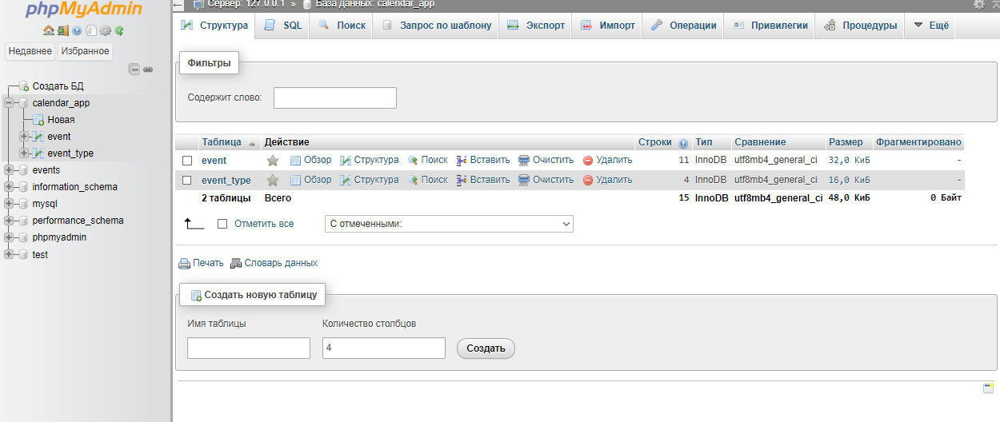 phpMyAdmin
Недавнее Избранное
Создать БД
calendar_app
Новая
event
event_type
events
information_schema
mysql
performance_schema
phpmyadmin
test
Сервер: 127.0.0.1 » База данных: calendar_app
Структура SQL Поиск Запрос по шаблону Экспорт Импорт Операции Привилегии Процедуры Ещё
Фильтры
Содержит слово:
Таблица Действие Строки Тип Сравнение Размер Фрагментировано
event Обзор Структура Поиск Вставить Очистить Удалить 11 InnoDB utf8mb4_general_ci 32,0 КиБ -
event_type Обзор Структура Поиск Вставить Очистить Удалить 4 InnoDB utf8mb4_general_ci 16,0 КиБ -
2 таблицы Всего 15 InnoDB utf8mb4_general_ci 48,0 КиБ 0 Байт
Отметить все С отмеченными:
Печать Словарь данных
Создать новую таблицу
Имя таблицы Количество столбцов
4 Создать